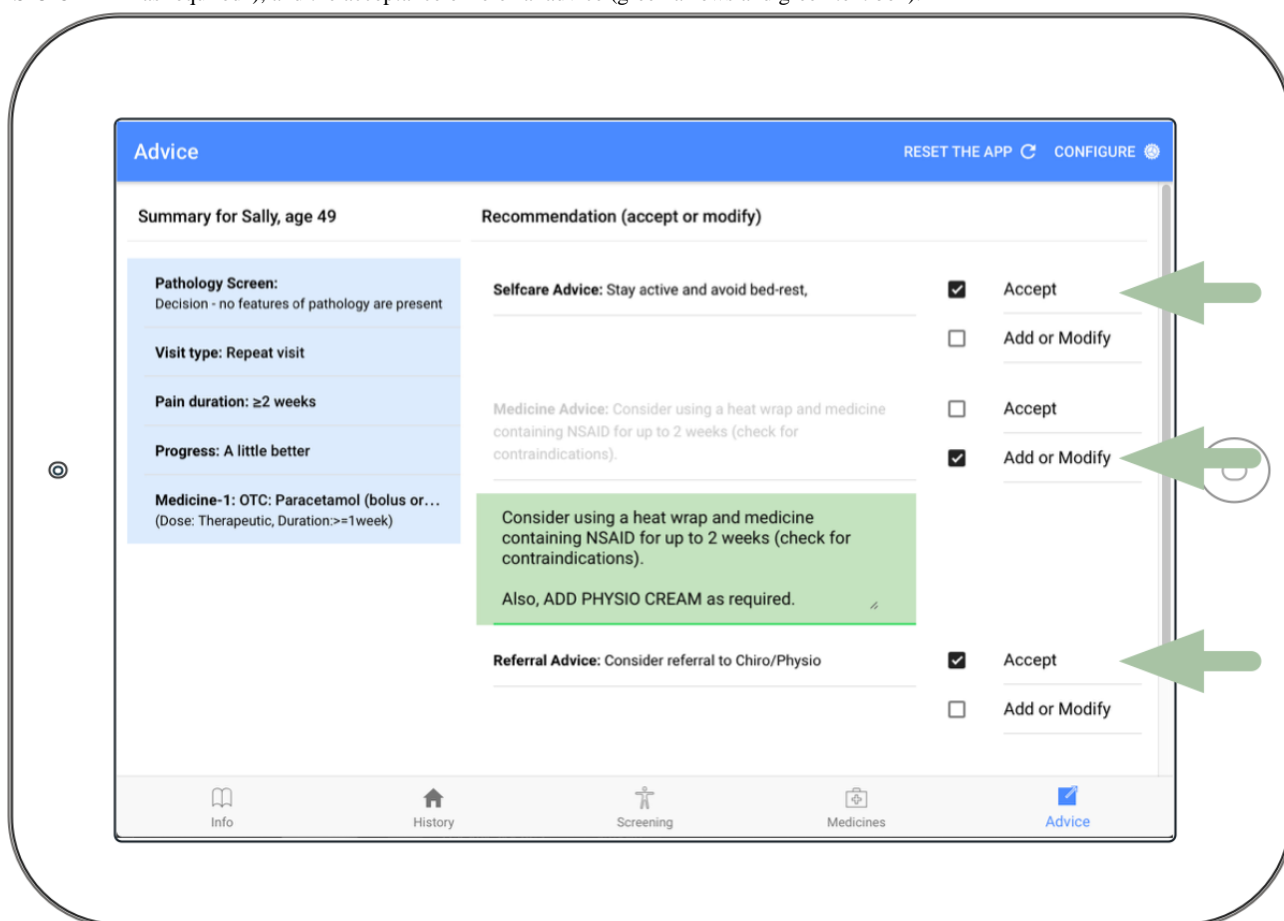 Advice
RESET THE APP CONFIGURE
Summary for Sally, age 49
Recommendation (accept or modify)
Pathology Screen:
Decision - no features of pathology are present
Visit type: Repeat visit
Pain duration: ≥2 weeks
Progress: A little better
Medicine-1: OTC: Paracetamol (bolus or...
(Dose: Therapeutic, Duration:>=1week)
Selfcare Advice: Stay active and avoid bed-rest,
Accept
Add or Modify
Medicine Advice: Consider using a heat wrap and medicine
containing NSAID for up to 2 weeks (check for
contraindications).
Accept
Add or Modify
Consider using a heat wrap and medicine
containing NSAID for up to 2 weeks (check for
contraindications).
Also, ADD PHYSIO CREAM as required.
Referral Advice: Consider referral to Chiro/Physio
Accept
Add or Modify
Info
History
Screening
Medicines
Advice